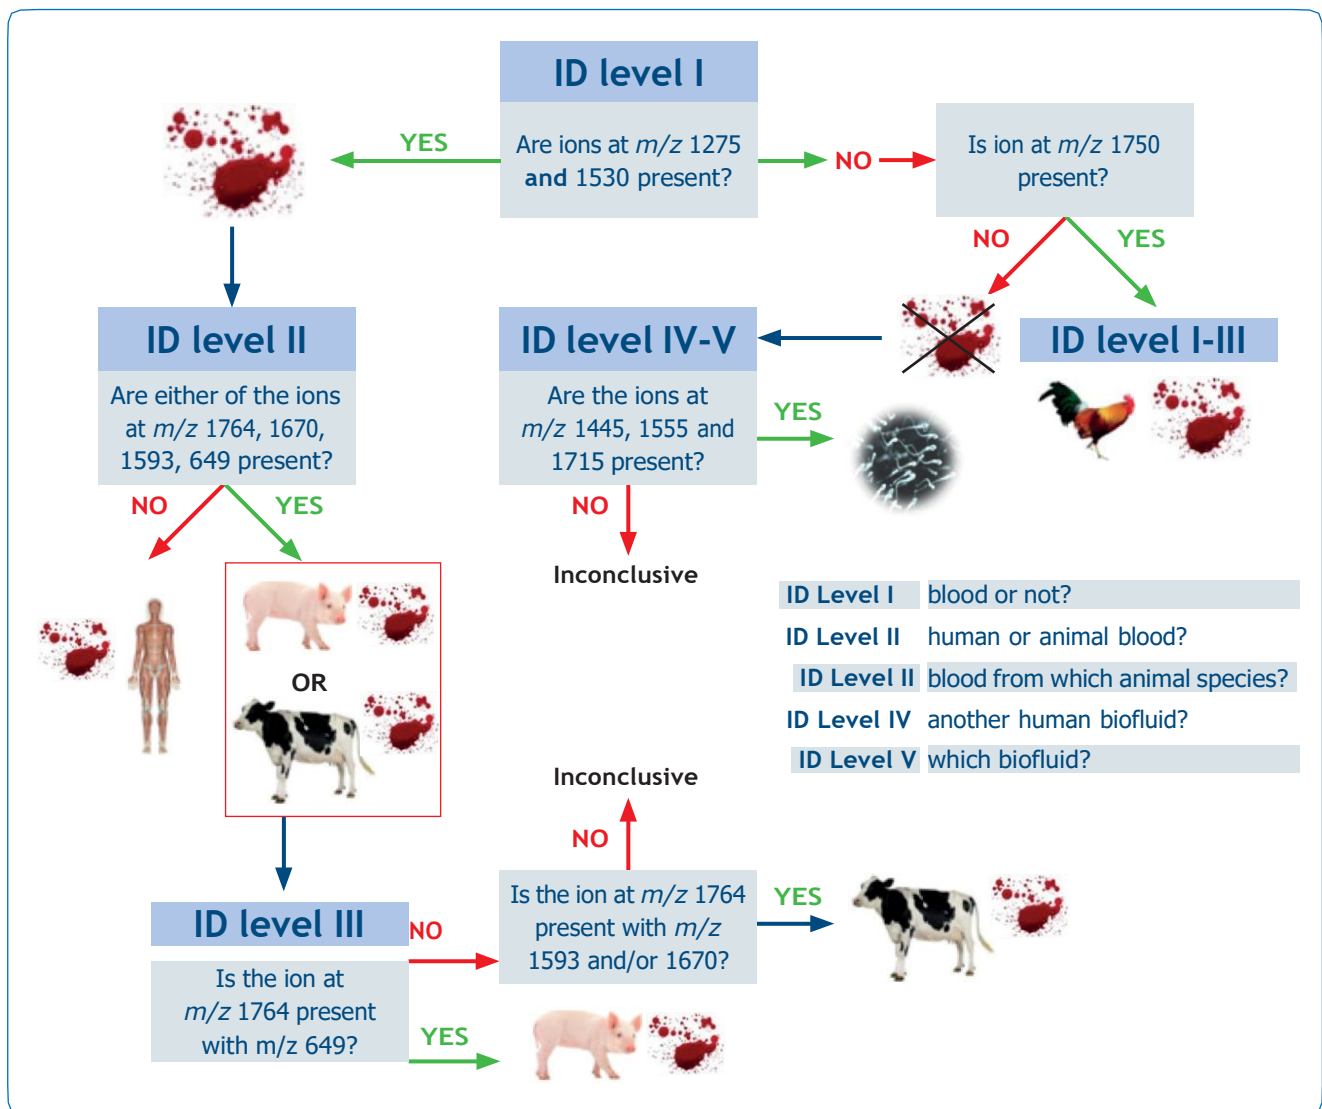 ID level I
Are ions at m/z 1275
and 1530 present?
YES
NO
Is ion at m/z 1750
present?
NO
YES
ID level II
Are either of the ions
at m/z 1764, 1670,
1593, 649 present?
NO
YES
OR
ID level IV-V
Are the ions at
m/z 1445, 1555 and
1715 present?
YES
NO
Inconclusive
ID level I-III
ID Level I blood or not?
ID Level II human or animal blood?
ID Level II blood from which animal species?
ID Level IV another human biofluid?
ID Level V which biofluid?
ID level III
Is the ion at
m/z 1764 present
with m/z 649?
NO
YES
Inconclusive
NO
Is the ion at m/z 1764
present with m/z
1593 and/or 1670?
YES